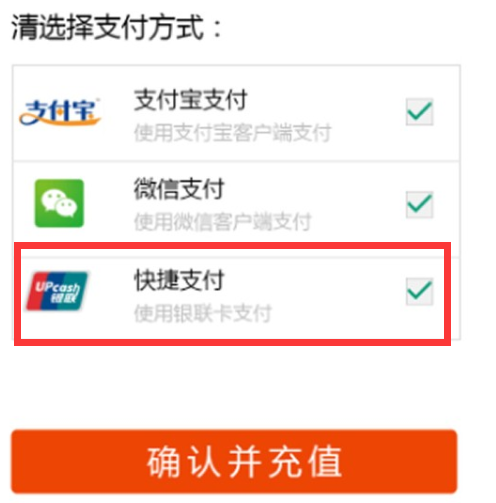 清选择支付方式：
支付宝
支付宝支付
使用支付宝客户端支付
微信支付
使用微信客户端支付
UPcash
银联
快捷支付
使用银联卡支付
确认并充值